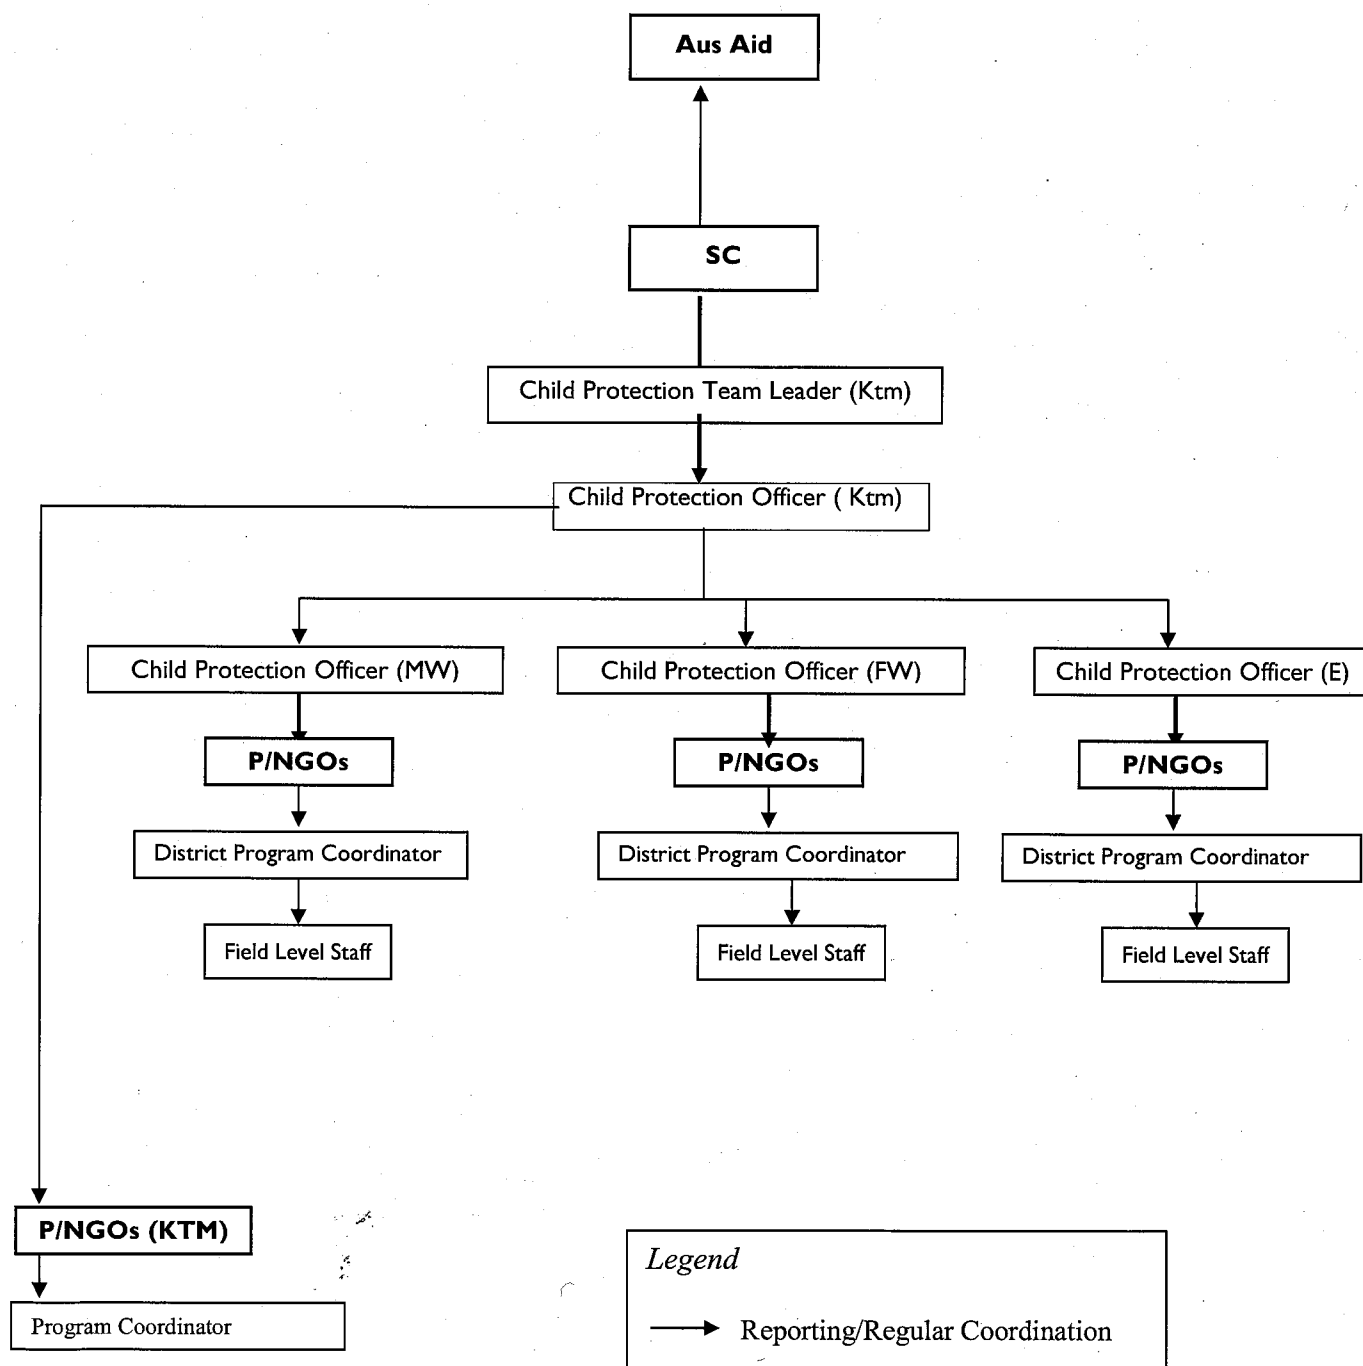 Aus Aid
SC
Child Protection Team Leader (Ktm)
Child Protection Officer ( Ktm)
Child Protection Officer (MW)
Child Protection Officer (FW)
Child Protection Officer (E)
P/NGOs
P/NGOs
P/NGOs
District Program Coordinator
District Program Coordinator
District Program Coordinator
Field Level Staff
Field Level Staff
Field Level Staff
P/NGOs (KTM)
Program Coordinator
Legend
Reporting/Regular Coordination